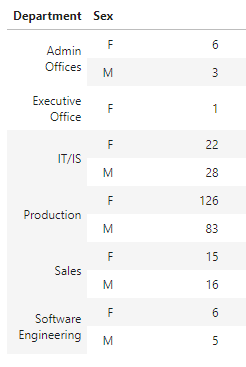 Department Sex
Admin Offices F 6
M 3
Executive Office F 1
IT/IS F 22
M 28
Production F 126
M 83
Sales F 15
M 16
Software Engineering F 6
M 5